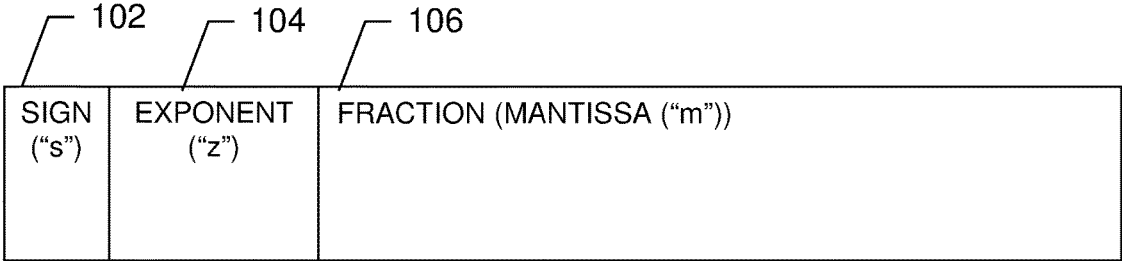 102 104 106
SIGN EXPONENT FRACTION (MANTISSA (“m”))
(“s”) (“z”)